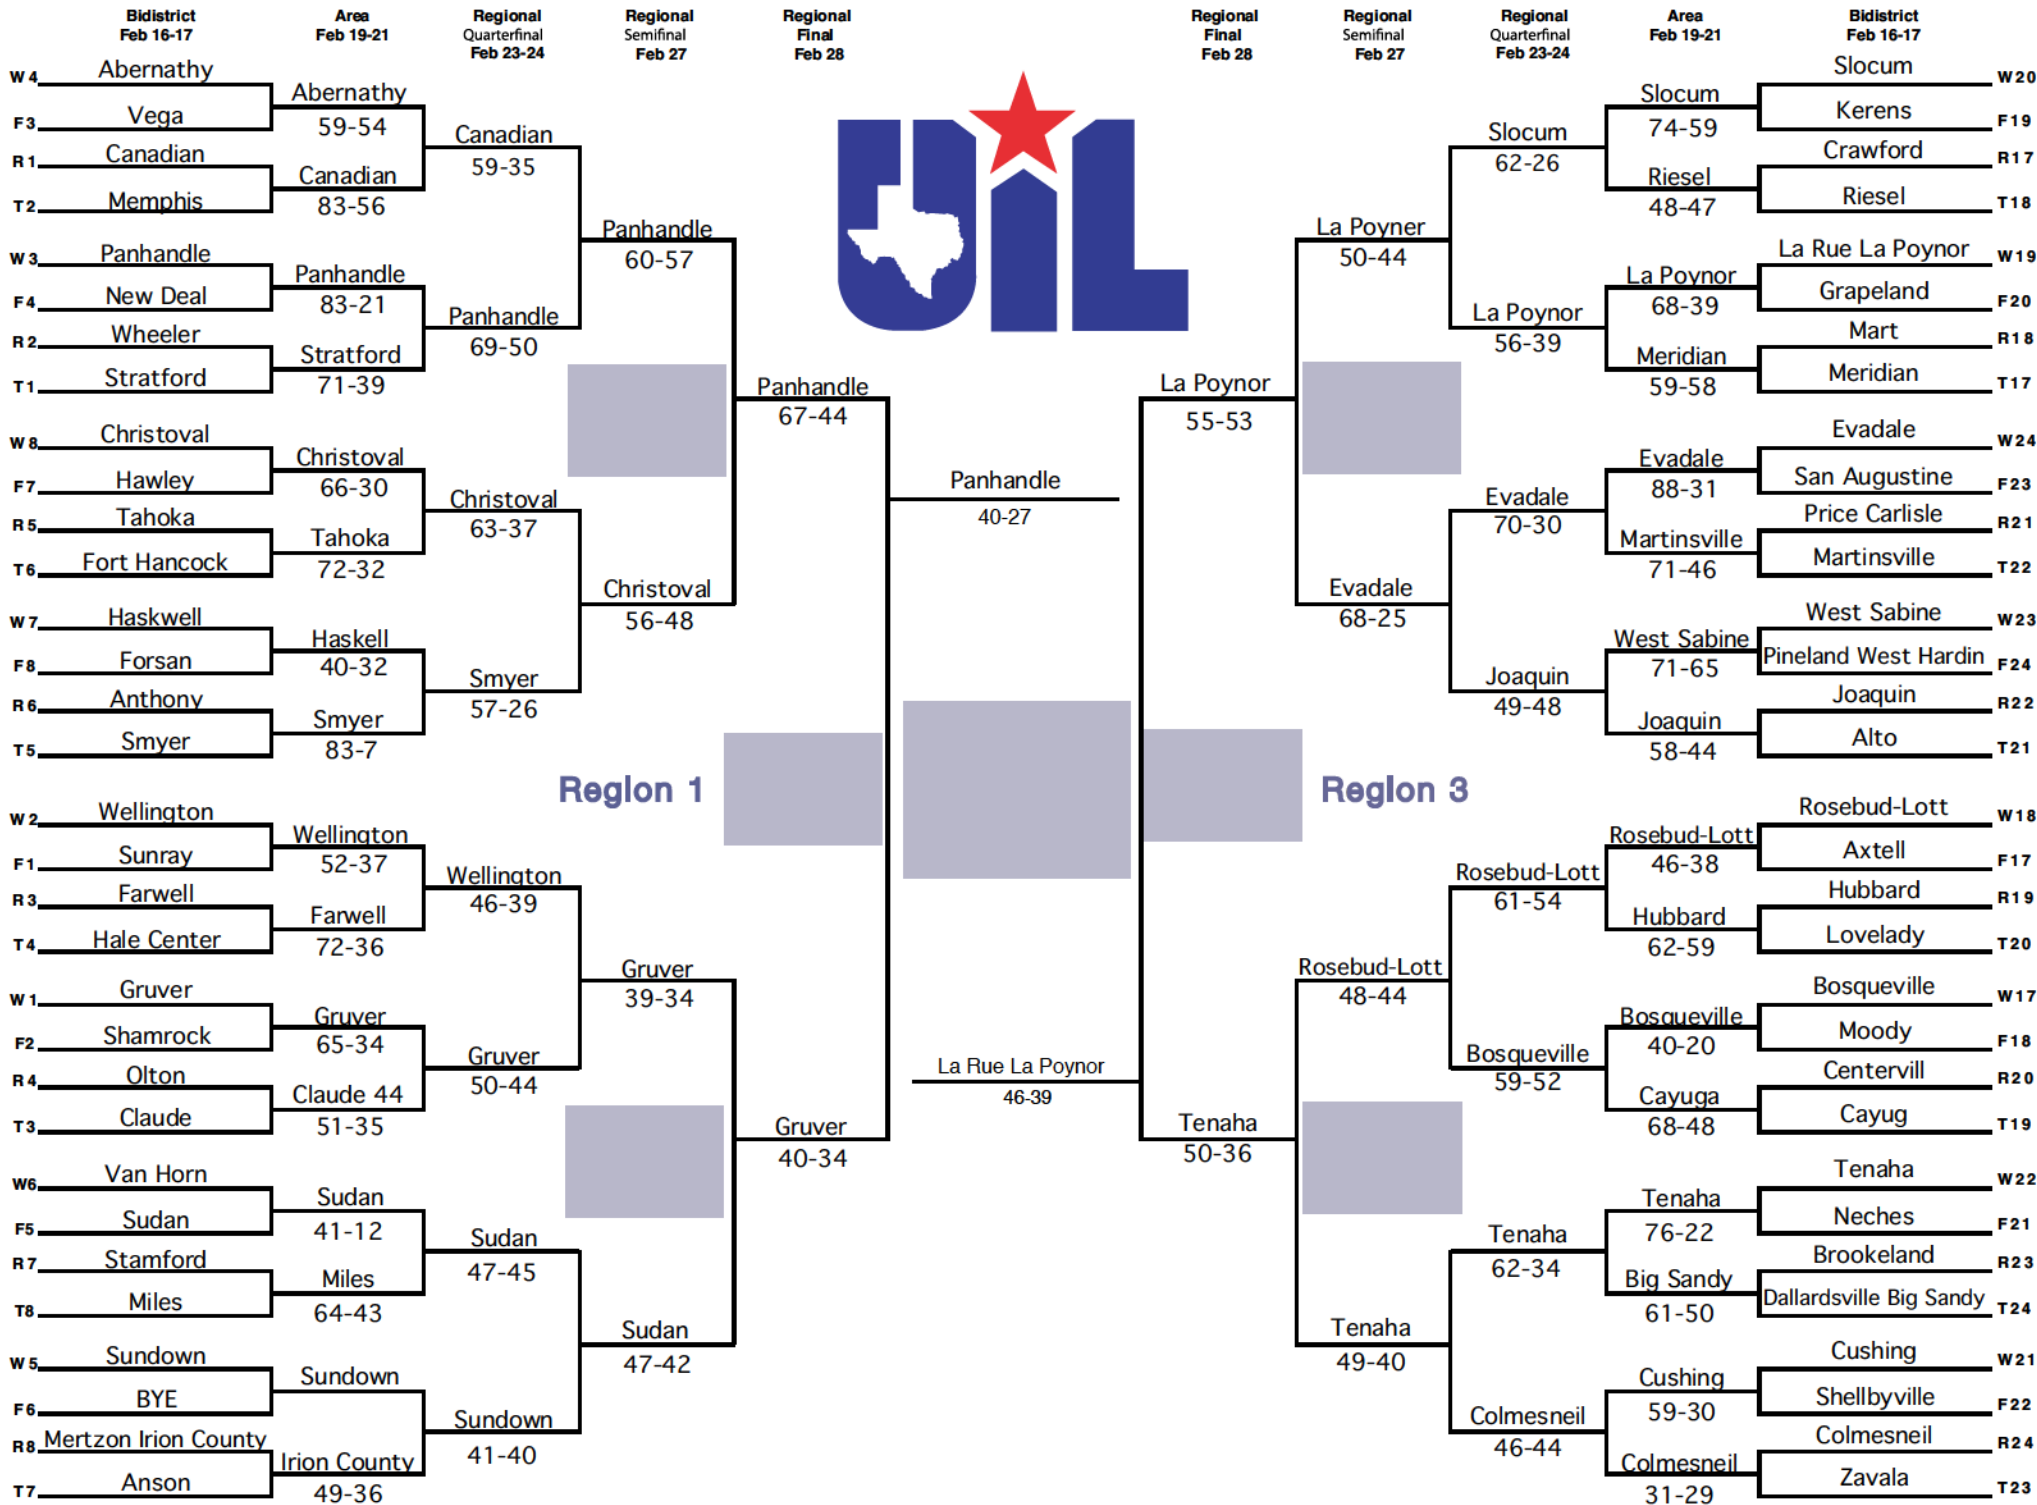 Bidistrict
Feb 16-17
Area
Feb 19-21
Regional
Quarterfinal
Feb 23-24
Regional
Semifinal
Feb 27
Regional
Final
Feb 28
Regional
Final
Feb 28
Regional
Semifinal
Feb 27
Regional
Quarterfinal
Feb 23-24
Area
Feb 19-21
Bidistrict
Feb 16-17
W4 Abernathy
F3 Vega
R1 Canadian
T2 Memphis
W3 Panhandle
F4 New Deal
R2 Wheeler
T1 Stratford
W8 Christoval
F7 Hawley
R5 Tahoka
T6 Fort Hancock
W7 Haskwell
F8 Forsan
R6 Anthony
T5 Smyer
W2 Wellington
F1 Sunray
R3 Farwell
T4 Hale Center
W1 Gruver
F2 Shamrock
R4 Olton
T3 Claude
W6 Van Horn
F5 Sudan
R7 Stamford
T8 Miles
W5 Sundown
F6 BYE
R8 Mertzon Irion County
T7 Anson
Abernathy
59-54
Canadian
83-56
Panhandle
83-21
Stratford
71-39
Christoval
66-30
Tahoka
72-32
Haskell
40-32
Smyer
83-7
Wellington
52-37
Farwell
72-36
Gruver
65-34
Claude 44
51-35
Sudan
41-12
Miles
64-43
Sundown
Irion County
49-36
Canadian
59-35
Panhandle
69-50
Christoval
63-37
Smyer
57-26
Wellington
46-39
Gruver
50-44
Sudan
47-45
Sundown
41-40
Panhandle
60-57
Christoval
56-48
Gruver
39-34
Sudan
47-42
Region 1
Panhandle
67-44
Gruver
40-34
UIL
Panhandle
40-27
La Rue La Poynor
46-39
La Poynor
55-53
Tenaha
50-36
Region 3
La Poyner
50-44
Evadale
68-25
Rosebud-Lott
48-44
Tenaha
49-40
Slocum
62-26
La Poynor
56-39
Evadale
70-30
Joaquin
49-48
Rosebud-Lott
61-54
Bosqueville
59-52
Tenaha
62-34
Colmesneil
46-44
Slocum
74-59
Riesel
48-47
La Poynor
68-39
Meridian
59-58
Evadale
88-31
Martinsville
71-46
West Sabine
71-65
Joaquin
58-44
Rosebud-Lott
46-38
Hubbard
62-59
Bosqueville
40-20
Cayuga
68-48
Tenaha
76-22
Big Sandy
61-50
Cushing
59-30
Colmesneil
31-29
Slocum W20
Kerens F19
Crawford R17
Riesel T18
La Rue La Poynor W19
Grapeland F20
Mart R18
Meridian T17
Evadale W24
San Augustine F23
Price Carlisle R21
Martinsville T22
West Sabine W23
Pineland West Hardin F24
Joaquin R22
Alto T21
Rosebud-Lott W18
Axtell F17
Hubbard R19
Lovelady T20
Bosqueville W17
Moody F18
Centervill R20
Cayug T19
Tenaha W22
Neches F21
Brookeland R23
Dallardsville Big Sandy T24
Cushing W21
Shellbyville F22
Colmesneil R24
Zavala T23